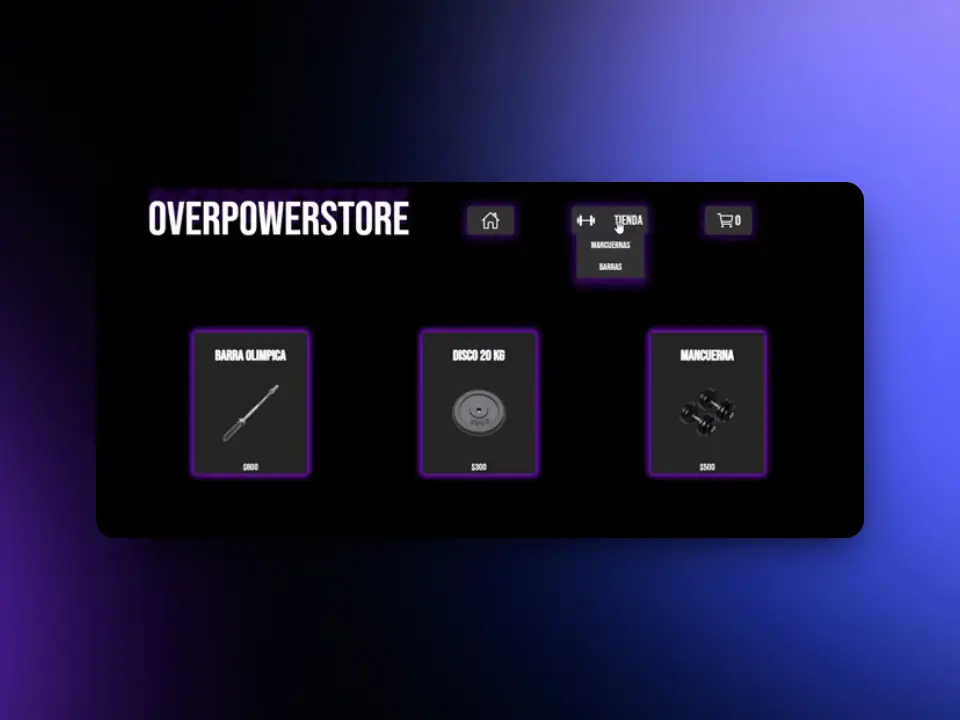 OVERPOWERSTORE
TIENDA
0
MANCUERNAS
BARRAS
BARRA OLIMPICA
DISCO 20 KG
MANCUERNA
$800
$300
$500